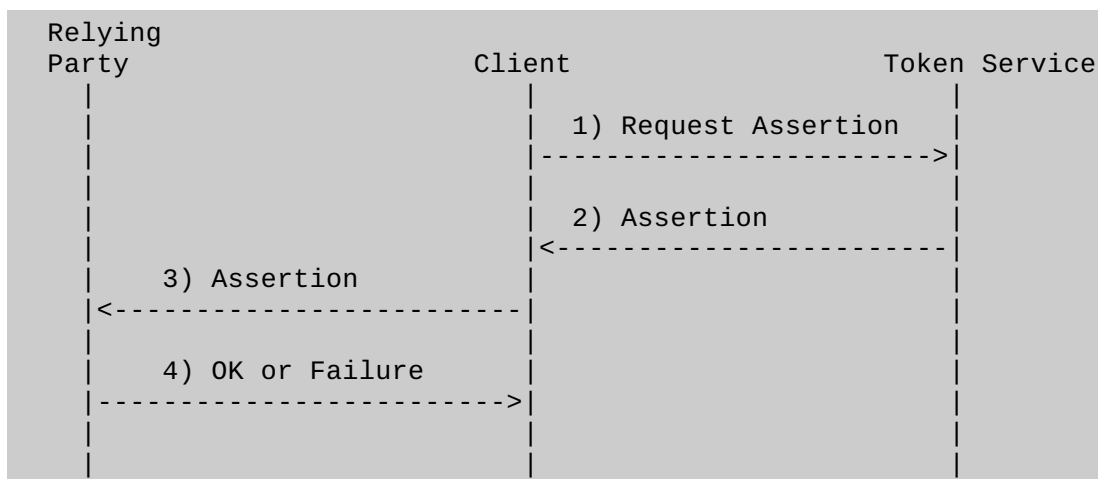 Relying
Party Client Token Service
1) Request Assertion
2) Assertion
3) Assertion
4) OK or Failure